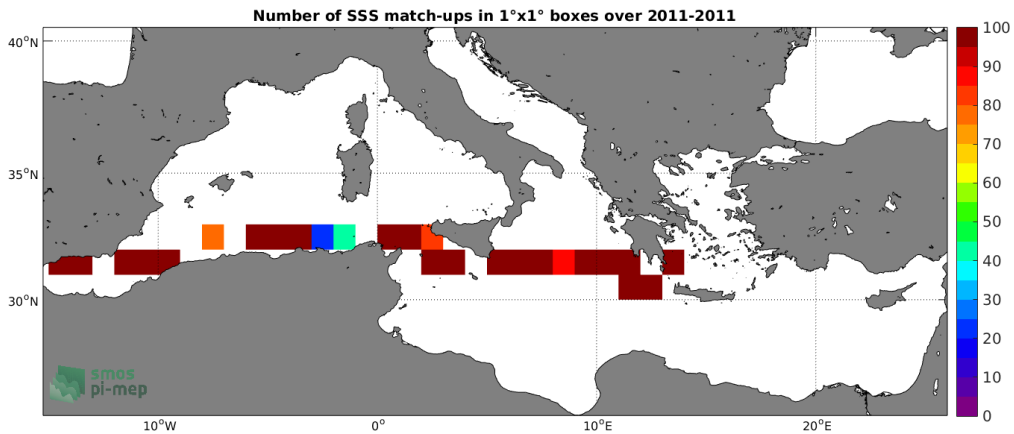 Number of SSS match-ups in 1°x1° boxes over 2011-2011
40°N
35°N
30°N
10°W
0°
10°E
20°E
100
90
80
70
60
50
40
30
20
10
0
smos
pi-mep